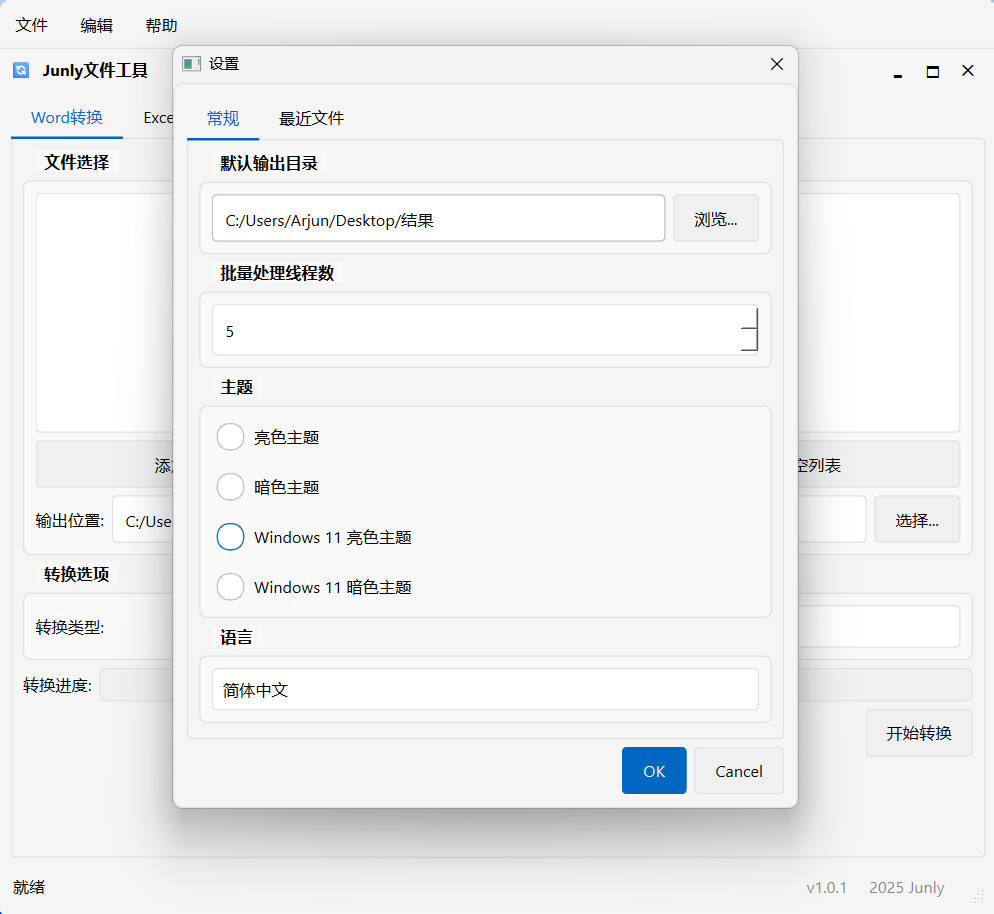 文件 编辑 帮助
Junly文件工具
设置
Word转换 Exce
常规 最近文件
文件选择
默认输出目录
C:/Users/Arjun/Desktop/结果 浏览...
批量处理线程数
5
主题
亮色主题
暗色主题
添 空列表
输出位置: C:/Use 选择...
Windows 11 亮色主题
转换选项
Windows 11 暗色主题
转换类型:
语言
转换进度: 简体中文
开始转换
OK Cancel
就绪 v1.0.1 2025 Junly